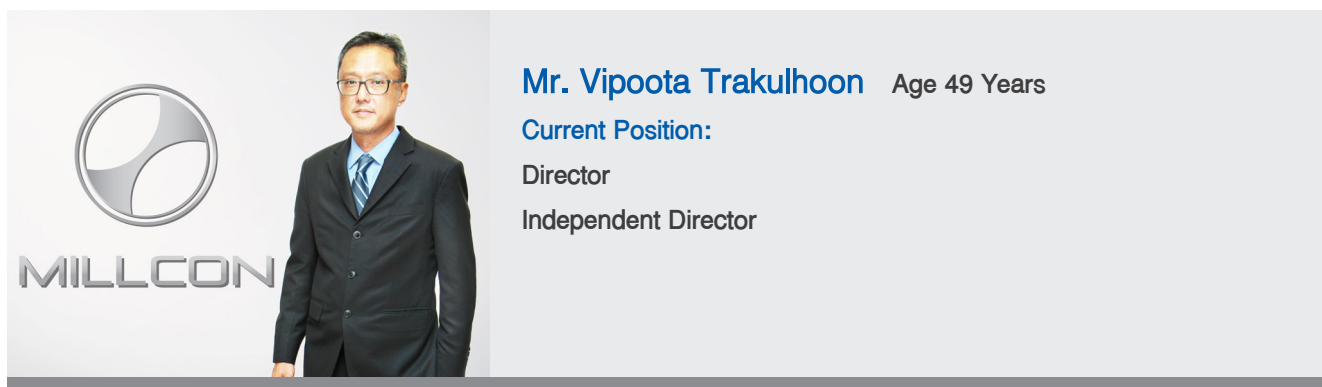 MILLCON
Mr. Vipoota Trakulhoon Age 49 Years
Current Position:
Director
Independent Director